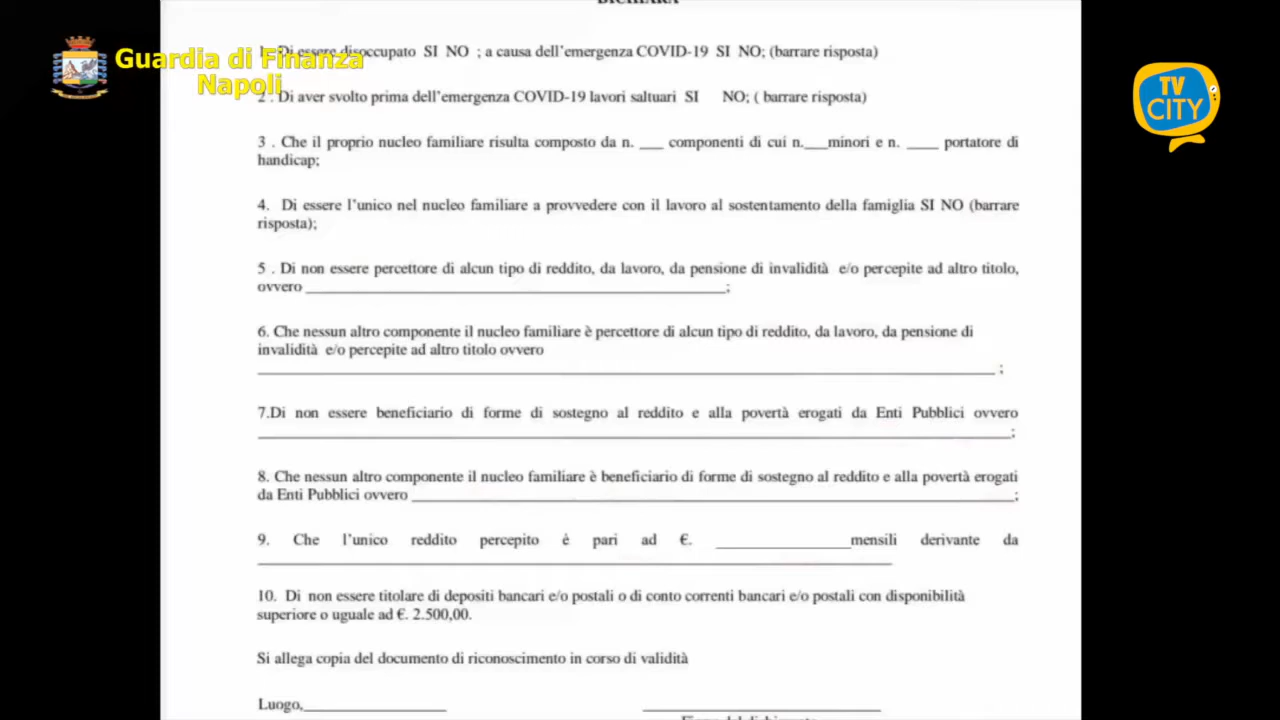 DICHIARA
Guardia di Finanza
Napoli
TV
CITY
1. Di essere disoccupato SI NO ; a causa dell'emergenza COVID-19 SI NO; (barrare risposta)
2 . Di aver svolto prima dell'emergenza COVID-19 lavori saltuari SI NO; ( barrare risposta)
3 . Che il proprio nucleo familiare risulta composto da n. ___ componenti di cui n.___minori e n. ____ portatore di
handicap;
4. Di essere l'unico nel nucleo familiare a provvedere con il lavoro al sostentamento della famiglia SI NO (barrare
risposta);
5 . Di non essere percettore di alcun tipo di reddito, da lavoro, da pensione di invalidità e/o percepite ad altro titolo,
ovvero ____________________;
6. Che nessun altro componente il nucleo familiare è percettore di alcun tipo di reddito, da lavoro, da pensione di
invalidità e/o percepite ad altro titolo ovvero
____________________ ;
7.Di non essere beneficiario di forme di sostegno al reddito e alla povertà erogati da Enti Pubblici ovvero
____________________;
8. Che nessun altro componente il nucleo familiare è beneficiario di forme di sostegno al reddito e alla povertà erogati
da Enti Pubblici ovvero ____________________;
9. Che l'unico reddito percepito è pari ad €. ________________mensili derivante da
____________________
10. Di non essere titolare di depositi bancari e/o postali o di conto correnti bancari e/o postali con disponibilità
superiore o uguale ad €. 2.500,00.
Si allega copia del documento di riconoscimento in corso di validità
Luogo,_________________ ____________________